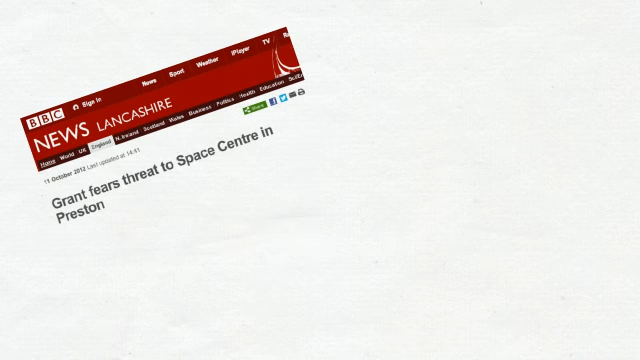 BBC Sign in News Sport Weather iPlayer TV
NEWS LANCASHIRE
Home World UK England N. Ireland Scotland Wales Business Politics Health Education
Share
11 October 2012 Last updated at 14:41
Grant fears threat to Space Centre in
Preston